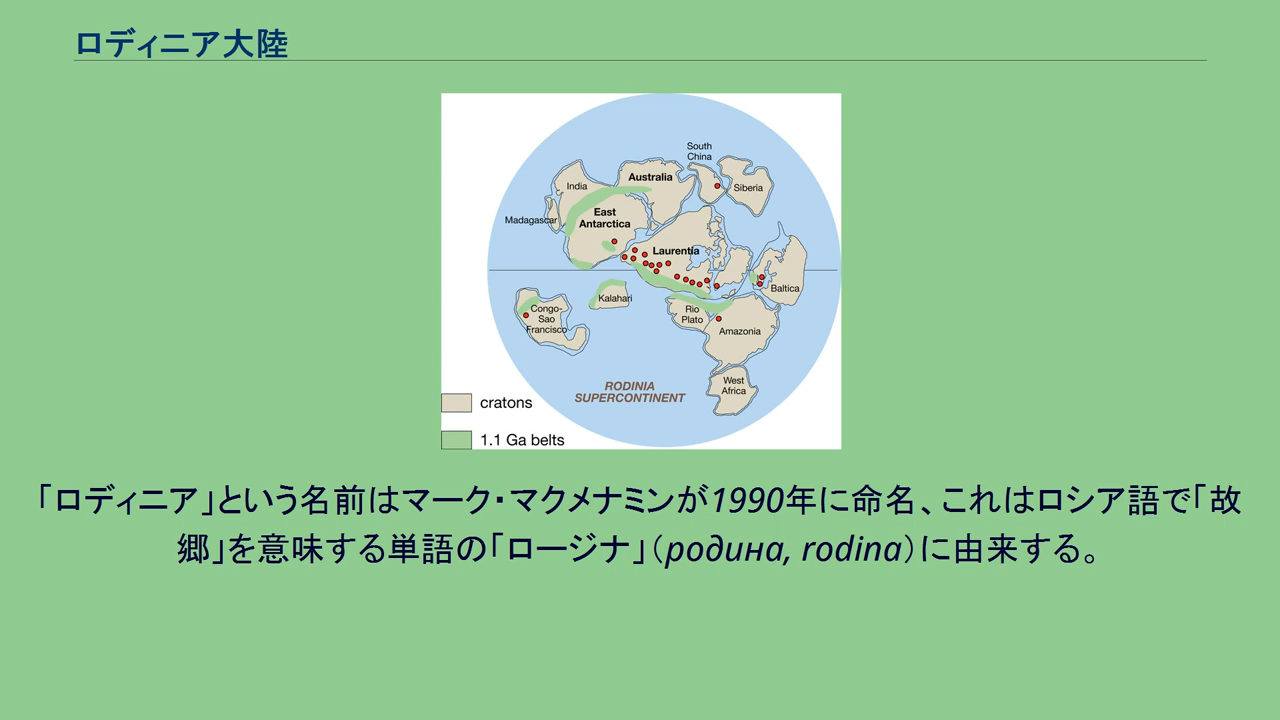 ロディニア大陸
South
China
Australia
Siberia
India
East
Antarctica
Madagascar
Laurentia
Baltica
Kalahari
Congo-
Sao
Francisco
Rio
Plato
Amazonia
West
Africa
RODINIA
SUPERCONTINENT
cratons
1.1 Ga belts
「ロディニア」という名前はマーク・マクメナミンが1990年に命名、これはロシア語で「故
郷」を意味する単語の「ロージナ」（родина, rodina）に由来する。